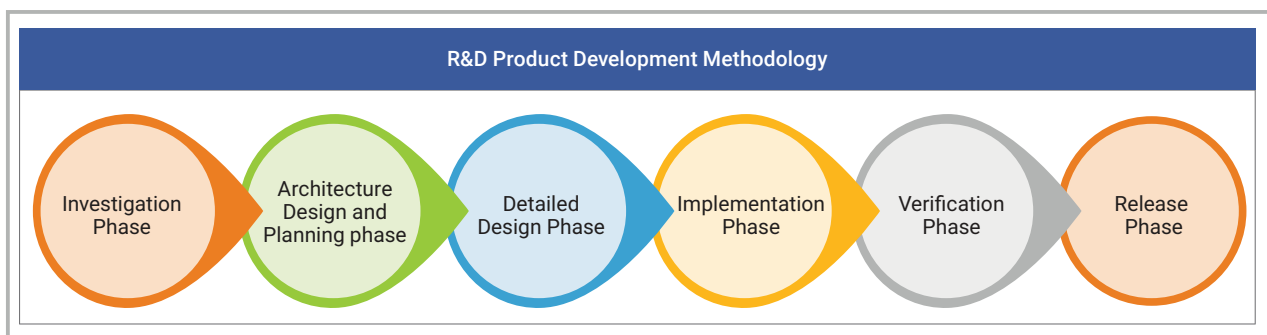 R&D Product Development Methodology
Investigation
Phase
Architecture
Design and
Planning phase
Detailed
Design Phase
Implementation
Phase
Verification
Phase
Release
Phase